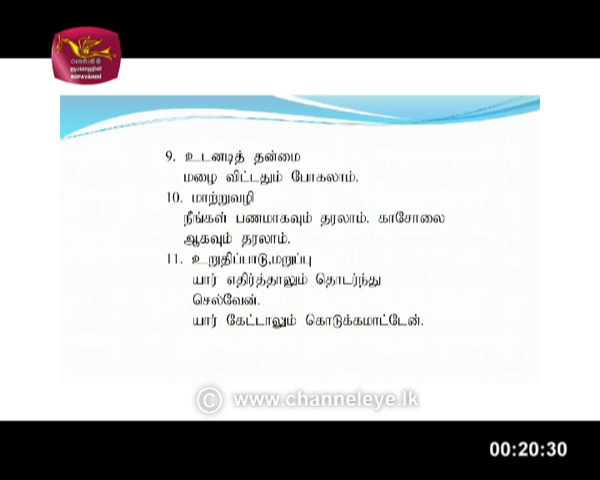 RUPAVAHINI
9. உடனடித் தன்மை
மழை விட்டதும் போகலாம்.
10. மாற்றுவழி
நீங்கள் பணமாகவும் தரலாம். காசோலை
ஆகவும் தரலாம்.
11. உறுதிப்பாடு,மறுப்பு
யார் எதிர்த்தாலும் தொடர்ந்து
செல்வேன்.
யார் கேட்டாலும் கொடுக்கமாட்டேன்.
© www.channeleye.lk
00:20:30